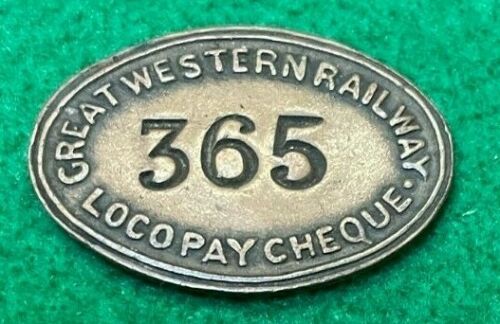 GREAT WESTERN RAILWAY
365
LOCO PAY CHEQUE.